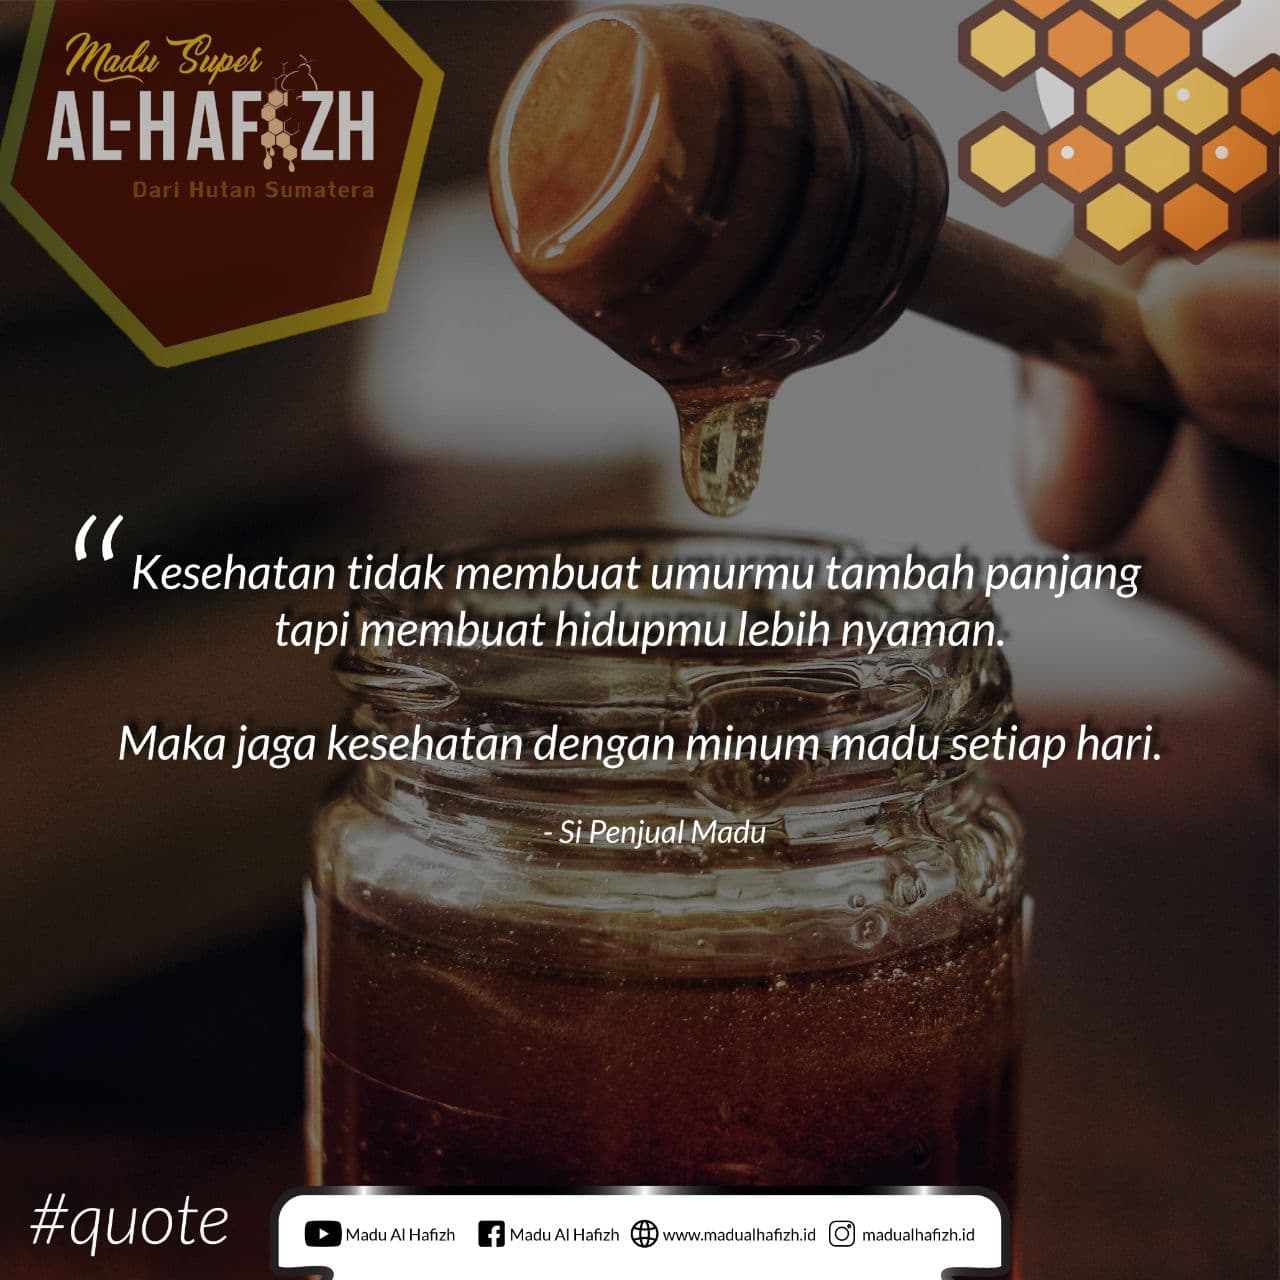 Madu Super
AL-HAFIZH
Dari Hutan Sumatera
“
Kesehatan tidak membuat umurmu tambah panjang
tapi membuat hidupmu lebih nyaman.
Maka jaga kesehatan dengan minum madu setiap hari.
- Si Penjual Madu
#quote
Madu Al Hafizh Madu Al Hafizh www.madualhafizh.id madualhafizh.id